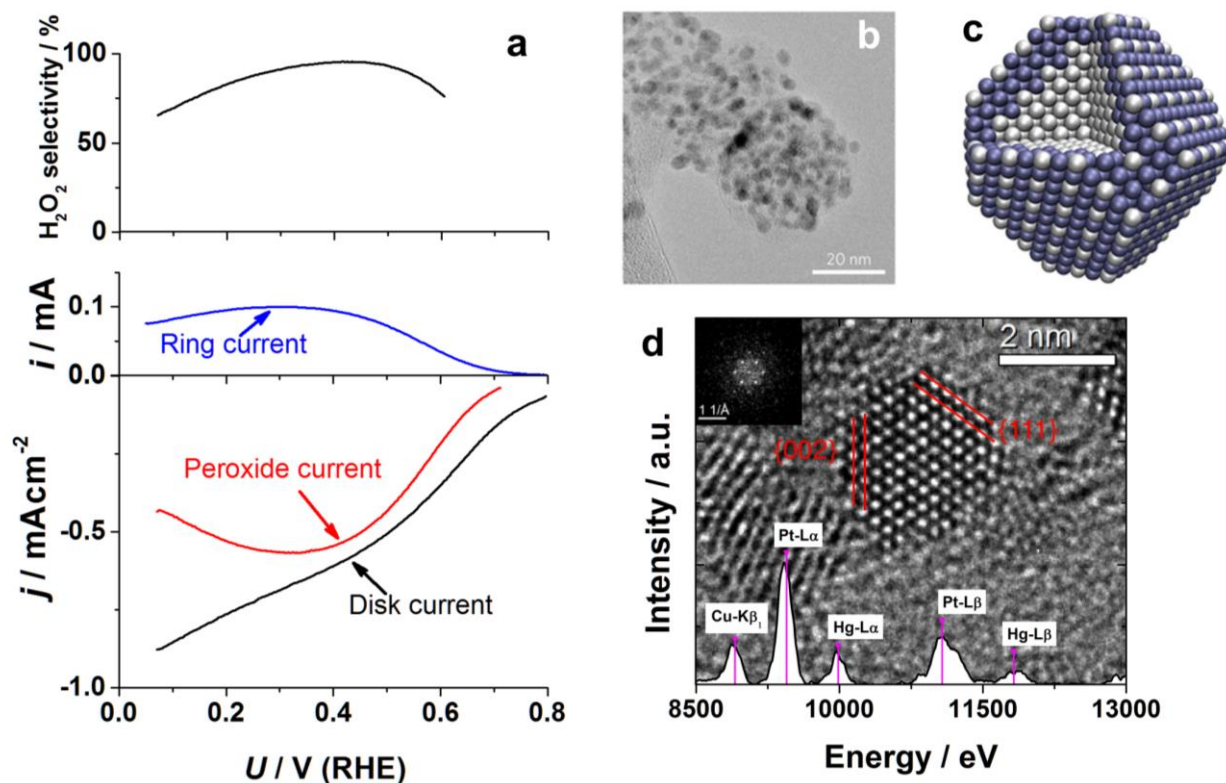 a
H₂O₂ selectivity / %
100
50
0
i / mA
0.1
0.0
Ring current
j / mAcm⁻²
-0.5
-1.0
Peroxide current
Disk current
0.0
0.2
0.4
0.6
0.8
U / V (RHE)
b
20 nm
c
d
1 1/Å
2 nm
(002)
(111)
Intensity / a.u.
Cu-Kβ₁
Pt-Lα
Hg-Lα
Pt-Lβ
Hg-Lβ
8500
10000
11500
13000
Energy / eV